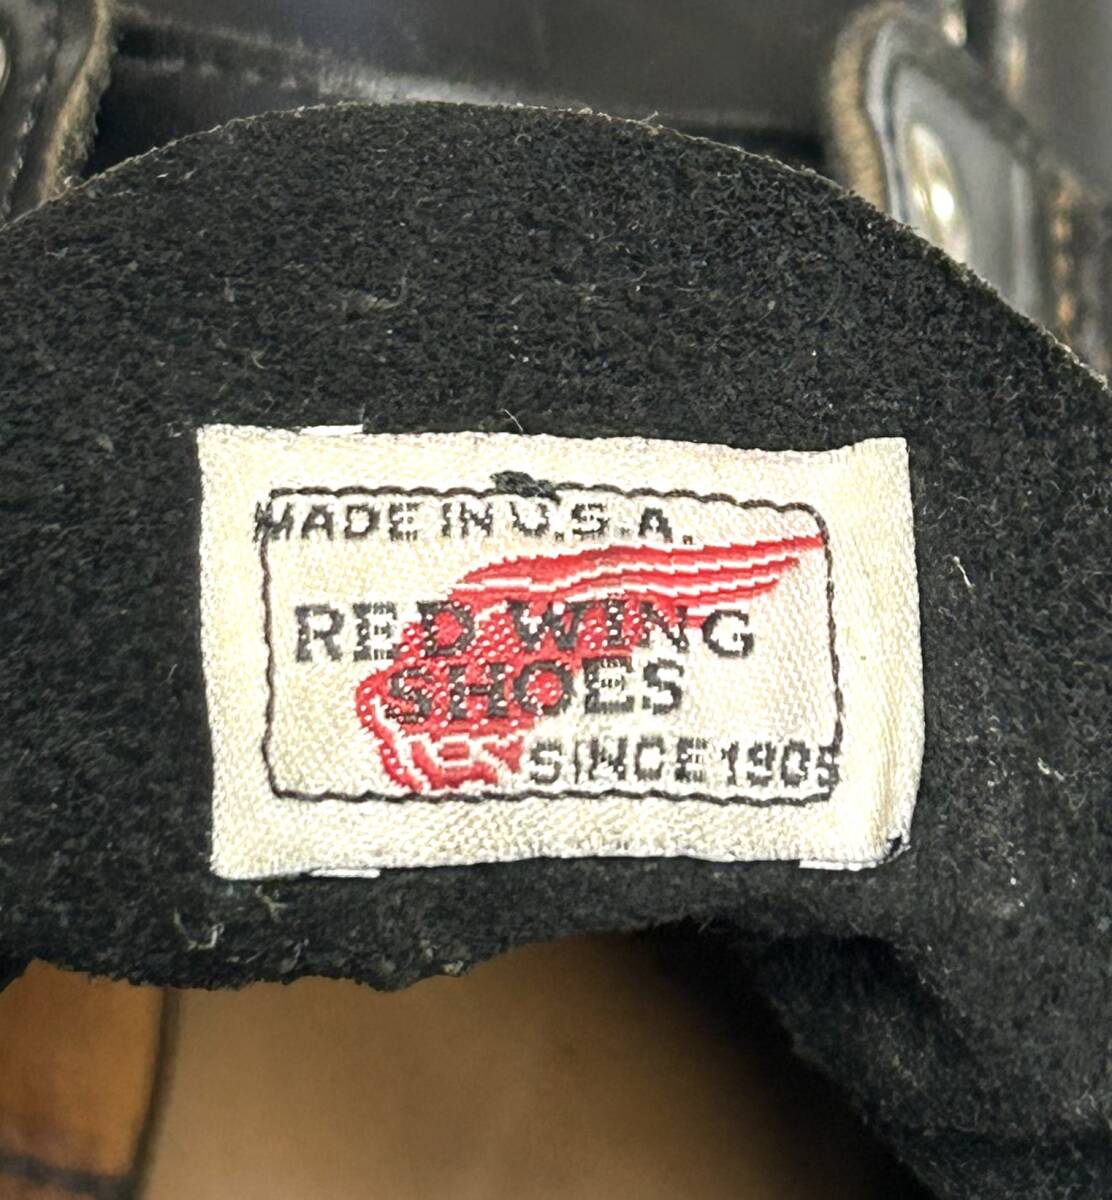 MADE IN U.S.A.
RED WING
SHOES
SINCE 1905